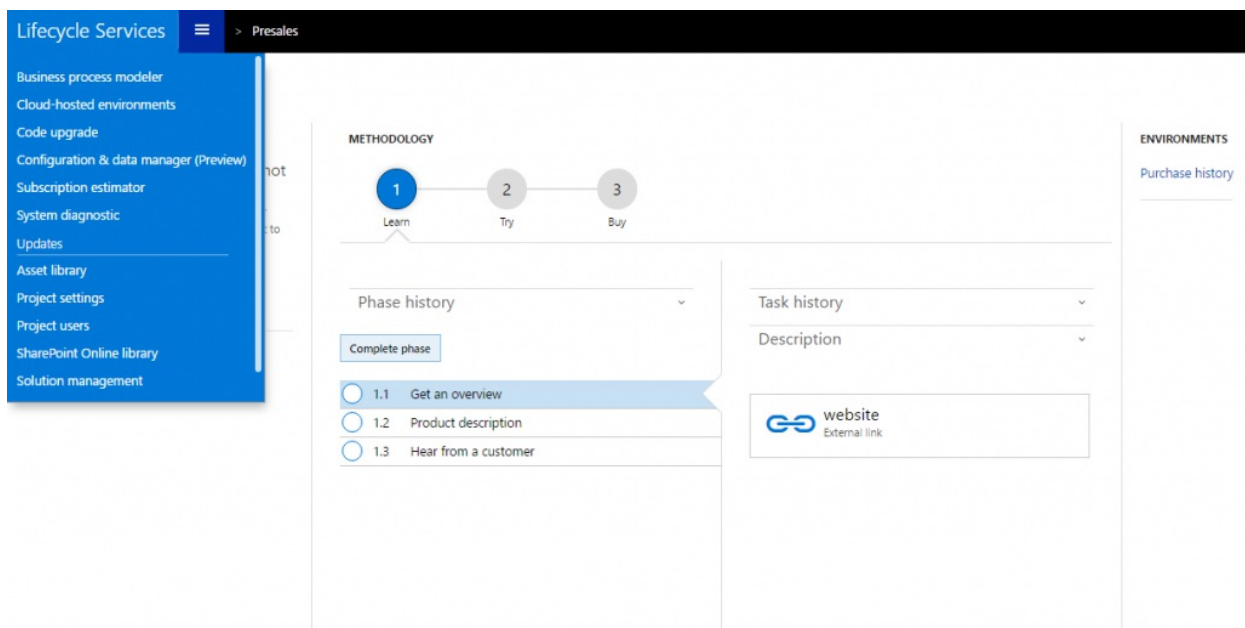 Lifecycle Services
> Presales
Business process modeler
Cloud-hosted environments
Code upgrade
Configuration & data manager (Preview)
Subscription estimator
System diagnostic
Updates
Asset library
Project settings
Project users
SharePoint Online library
Solution management
not
to
METHODOLOGY
1
2
3
Learn
Try
Buy
Phase history
Complete phase
1.1 Get an overview
1.2 Product description
1.3 Hear from a customer
Task history
Description
website
External link
ENVIRONMENTS
Purchase history